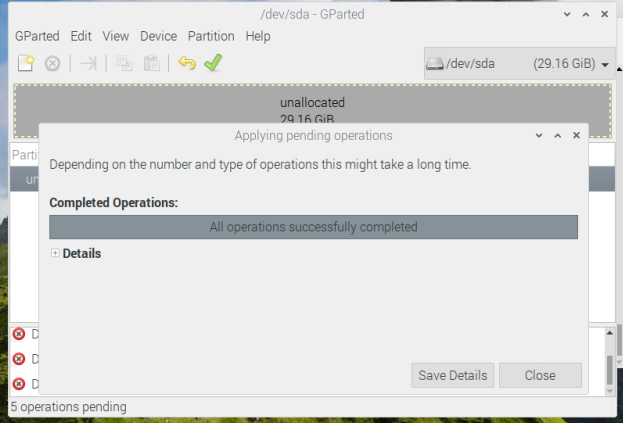 /dev/sda - GParted
GParted Edit View Device Partition Help
/dev/sda (29.16 GiB)
unallocated
29.16 GiB
Applying pending operations
Parti
Depending on the number and type of operations this might take a long time.
un
Completed Operations:
All operations successfully completed
Details
D
D
D
Save Details Close
5 operations pending